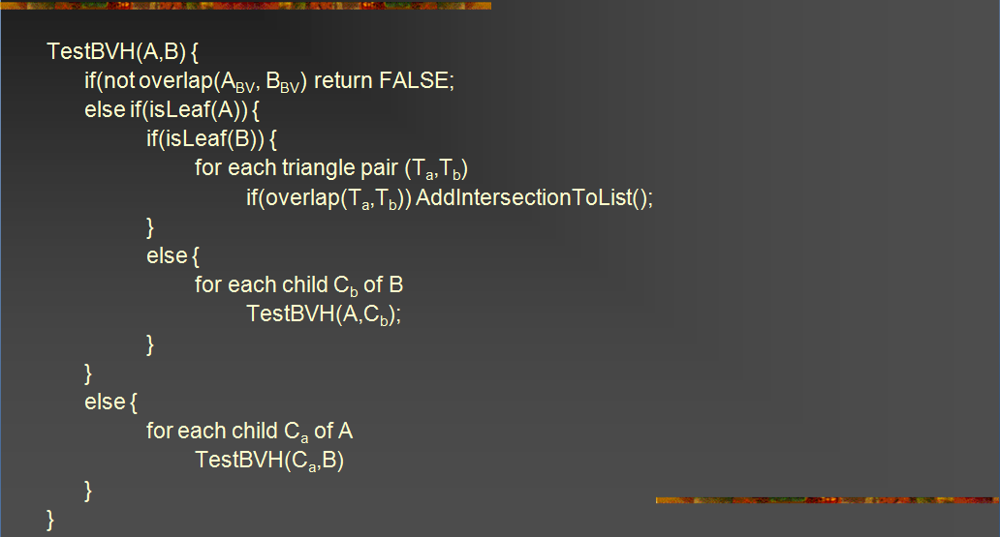 TestBVH(A,B) {
if(not overlap(A_BV, B_BV) return FALSE;
else if(isLeaf(A)) {
if(isLeaf(B)) {
for each triangle pair (T_a,T_b)
if(overlap(T_a,T_b)) AddIntersectionToList();
}
else {
for each child C_b of B
TestBVH(A,C_b);
}
}
else {
for each child C_a of A
TestBVH(C_a,B)
}
}